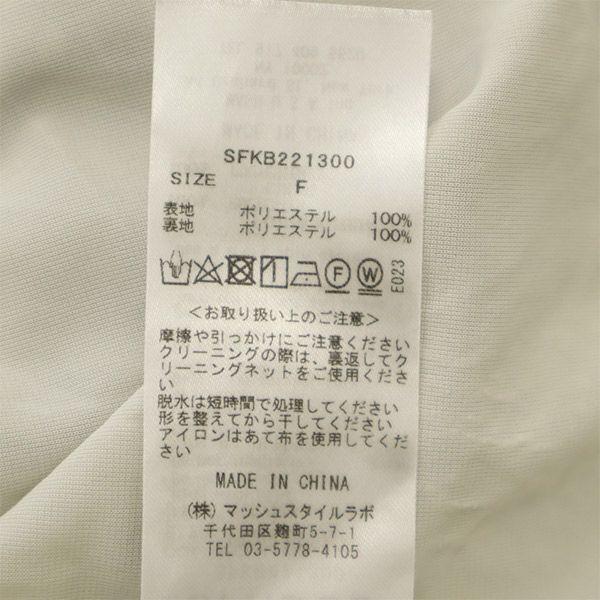 SFKB221300
SIZE F
表地 ポリエステル 100%
裏地 ポリエステル 100%
F W E023
<お取り扱い上のご注意>
摩擦や引っかけにご注意ください
クリーニングの際は、裏返してク
リーニングネットをご使用くださ
い
脱水は短時間で処理してください
形を整えてから干してください
アイロンはあて布を使用してくだ
さい
MADE IN CHINA
(株)マッシュスタイルラボ
千代田区麹町5-7-1
TEL 03-5778-4105